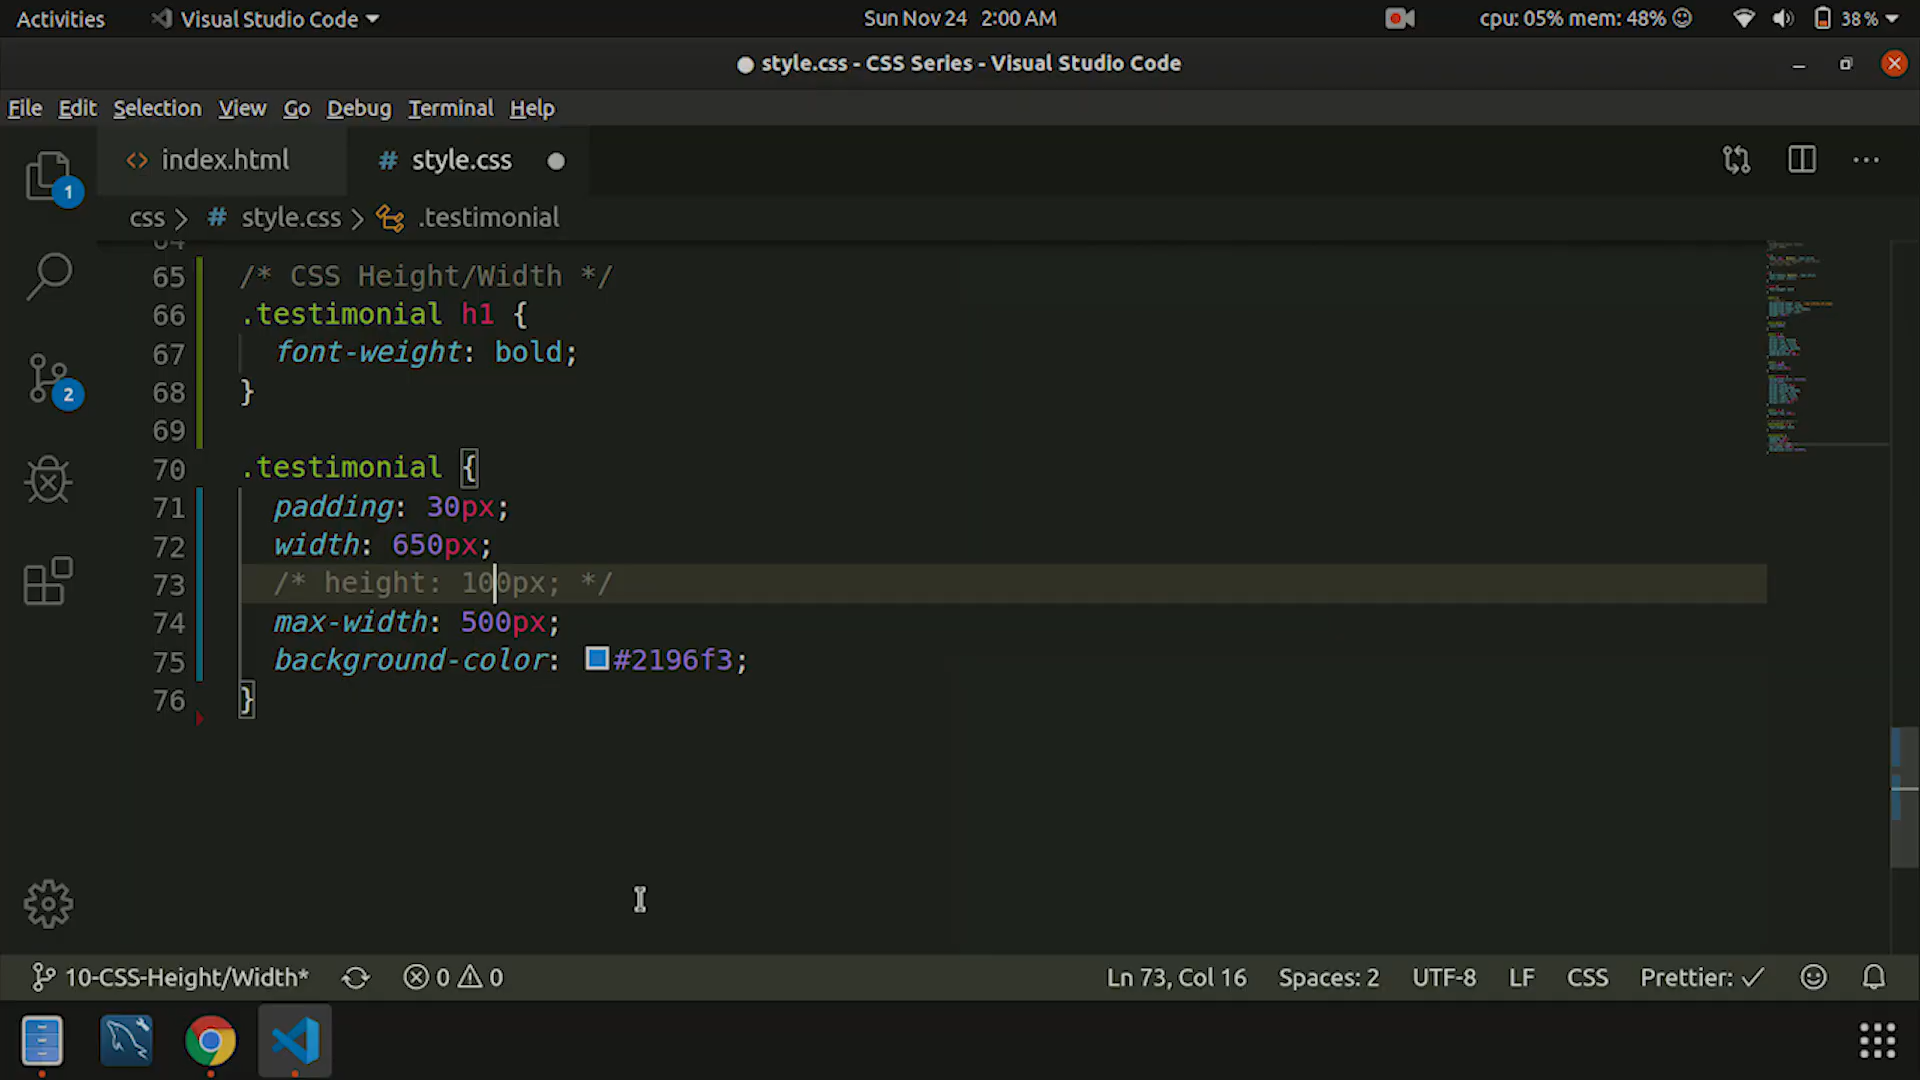 Activities
Visual Studio Code
Sun Nov 24 2:00 AM
cpu: 05% mem: 48%
38 %
● style.css - CSS Series - Visual Studio Code
File Edit Selection View Go Debug Terminal Help
index.html
# style.css
css > # style.css > .testimonial
1
2
64
65 /* CSS Height/Width */
66 .testimonial h1 {
67 font-weight: bold;
68 }
69
70 .testimonial {
71 padding: 30px;
72 width: 650px;
73 /* height: 100px; */
74 max-width: 500px;
75 background-color: #2196f3;
76 }
10-CSS-Height/Width* 0 0
Ln 73, Col 16 Spaces: 2 UTF-8 LF CSS Prettier: ✓